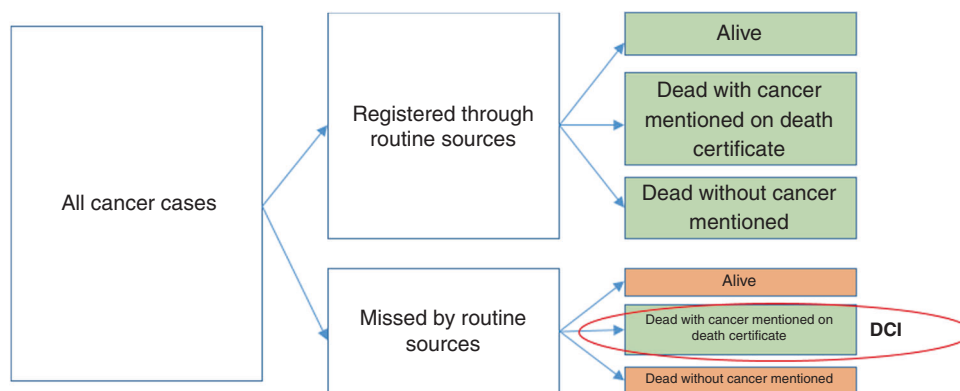 All cancer cases
Registered through
routine sources
Alive
Dead with cancer
mentioned on death
certificate
Dead without cancer
mentioned
Missed by routine
sources
Alive
Dead with cancer mentioned on
death certificate
DCI
Dead without cancer mentioned